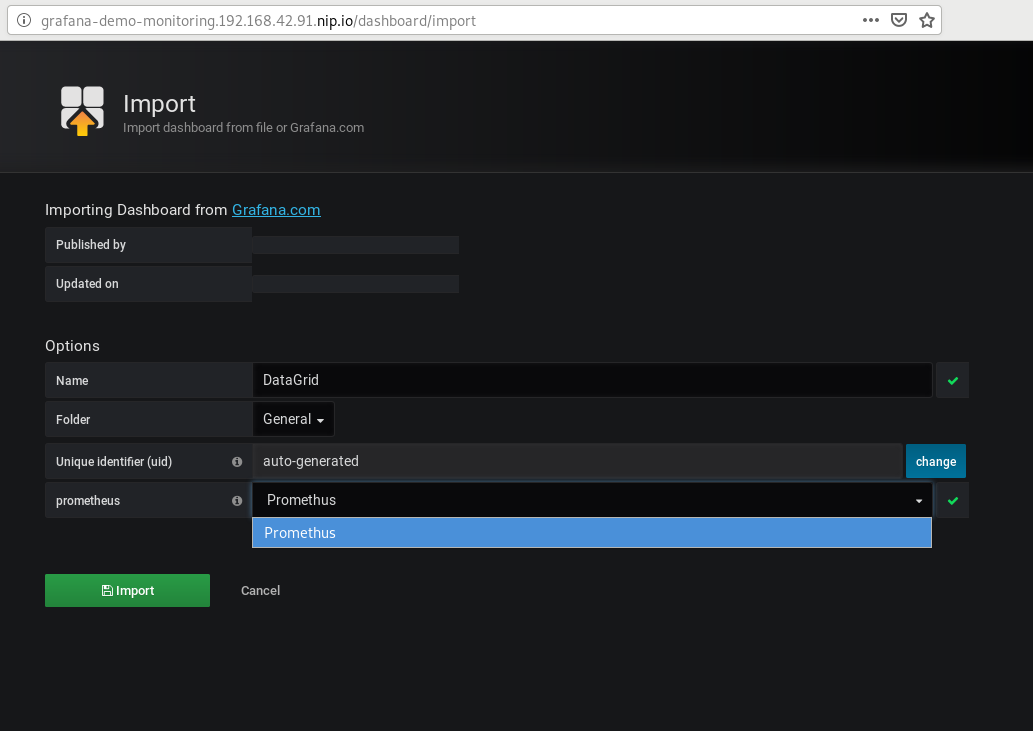 grafana-demo-monitoring.192.168.42.91.nip.io/dashboard/import
Import
Import dashboard from file or Grafana.com
Importing Dashboard from Grafana.com
Published by
Updated on
Options
Name DataGrid
Folder General
Unique identifier (uid) auto-generated change
prometheus Promethus
Promethus
Import Cancel